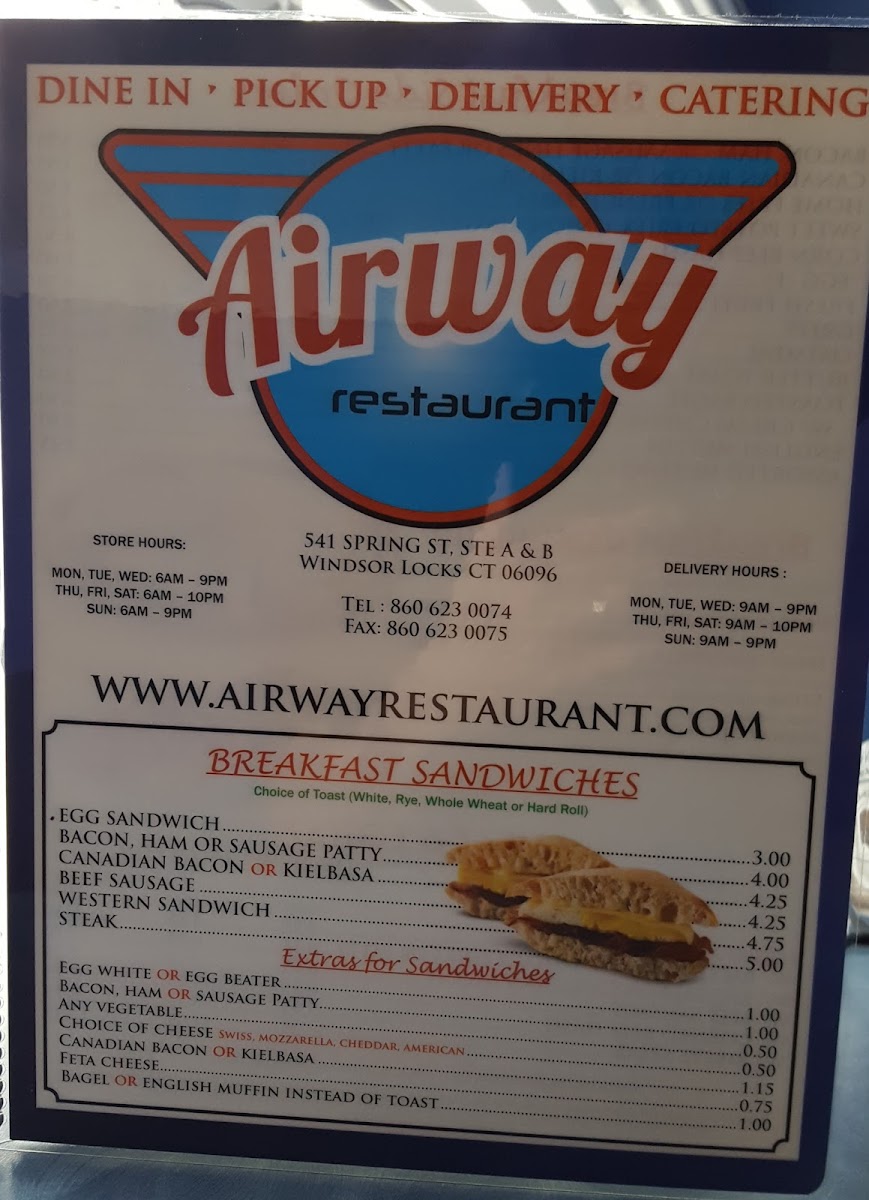 DINE IN • PICK UP • DELIVERY • CATERING
Airway
restaurant
STORE HOURS:
MON, TUE, WED: 6AM – 9PM
THU, FRI, SAT: 6AM – 10PM
SUN: 6AM – 9PM
541 SPRING ST, STE A & B
WINDSOR LOCKS CT 06096
TEL : 860 623 0074
FAX: 860 623 0075
DELIVERY HOURS :
MON, TUE, WED: 9AM – 9PM
THU, FRI, SAT: 9AM – 10PM
SUN: 9AM – 9PM
WWW.AIRWAYRESTAURANT.COM
BREAKFAST SANDWICHES
Choice of Toast (White, Rye, Whole Wheat or Hard Roll)
EGG SANDWICH 3.00
BACON, HAM OR SAUSAGE PATTY 4.00
CANADIAN BACON OR KIELBASA 4.25
BEEF SAUSAGE 4.25
WESTERN SANDWICH 4.75
STEAK 5.00
Extras for Sandwiches
EGG WHITE OR EGG BEATER 1.00
BACON, HAM OR SAUSAGE PATTY 1.00
ANY VEGETABLE 0.50
CHOICE OF CHEESE SWISS, MOZZARELLA, CHEDDAR, AMERICAN 0.50
CANADIAN BACON OR KIELBASA 1.15
FETA CHEESE 0.75
BAGEL OR ENGLISH MUFFIN INSTEAD OF TOAST 1.00